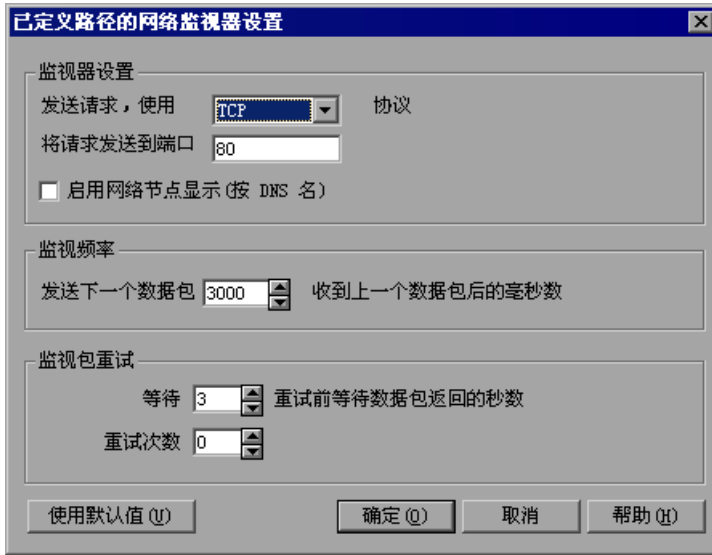 已定义路径的网络监视器设置
监视器设置
发送请求，使用 TCP 协议
将请求发送到端口 80
启用网络节点显示(按 DNS 名)
监视频率
发送下一个数据包 3000 收到上一个数据包后的毫秒数
监视包重试
等待 3 重试前等待数据包返回的秒数
重试次数 0
使用默认值(U) 确定(O) 取消 帮助(H)